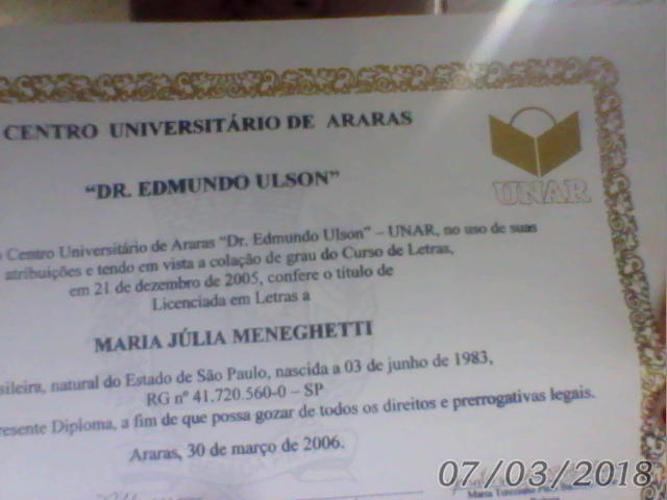 CENTRO UNIVERSITÁRIO DE ARARAS
"DR. EDMUNDO ULSON"
UNAR
Centro Universitário de Araras "Dr. Edmundo Ulson" – UNAR, no uso de suas
atribuições e tendo em vista a colação de grau do Curso de Letras,
em 21 de dezembro de 2005, confere o título de
Licenciada em Letras a
MARIA JÚLIA MENEGHETTI
sileira, natural do Estado de São Paulo, nascida a 03 de junho de 1983,
RG nº 41.720.560-0 – SP
resente Diploma, a fim de que possa gozar de todos os direitos e prerrogativas legais.
Araras, 30 de março de 2006.
07/03/2018
Maria